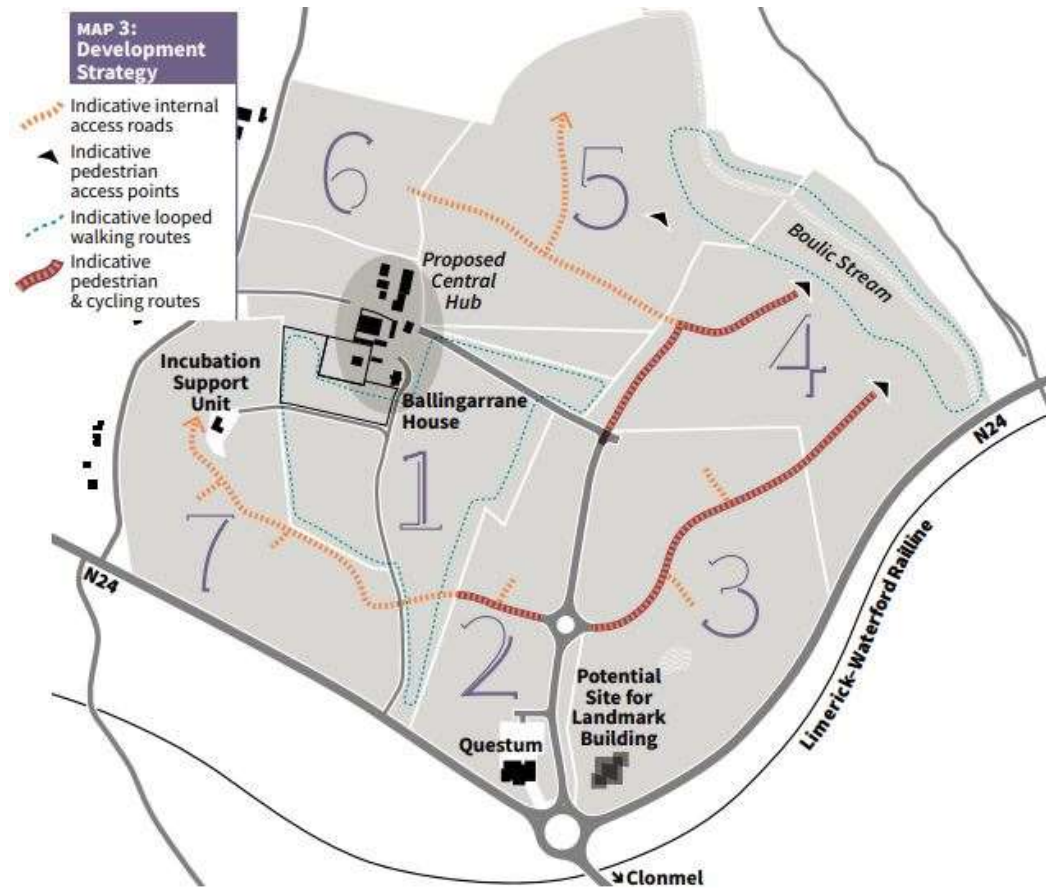 MAP 3:
Development
Strategy
Indicative internal
access roads
Indicative
pedestrian
access points
Indicative looped
walking routes
Indicative
pedestrian
& cycling routes
6
5
Proposed
Central
Hub
Boulic Stream
4
Incubation
Support
Unit
Ballingarrane
House
N24
1
7
3
N24
2
Limerick-Waterford Railline
Potential
Site for
Landmark
Building
Questum
Clonmel